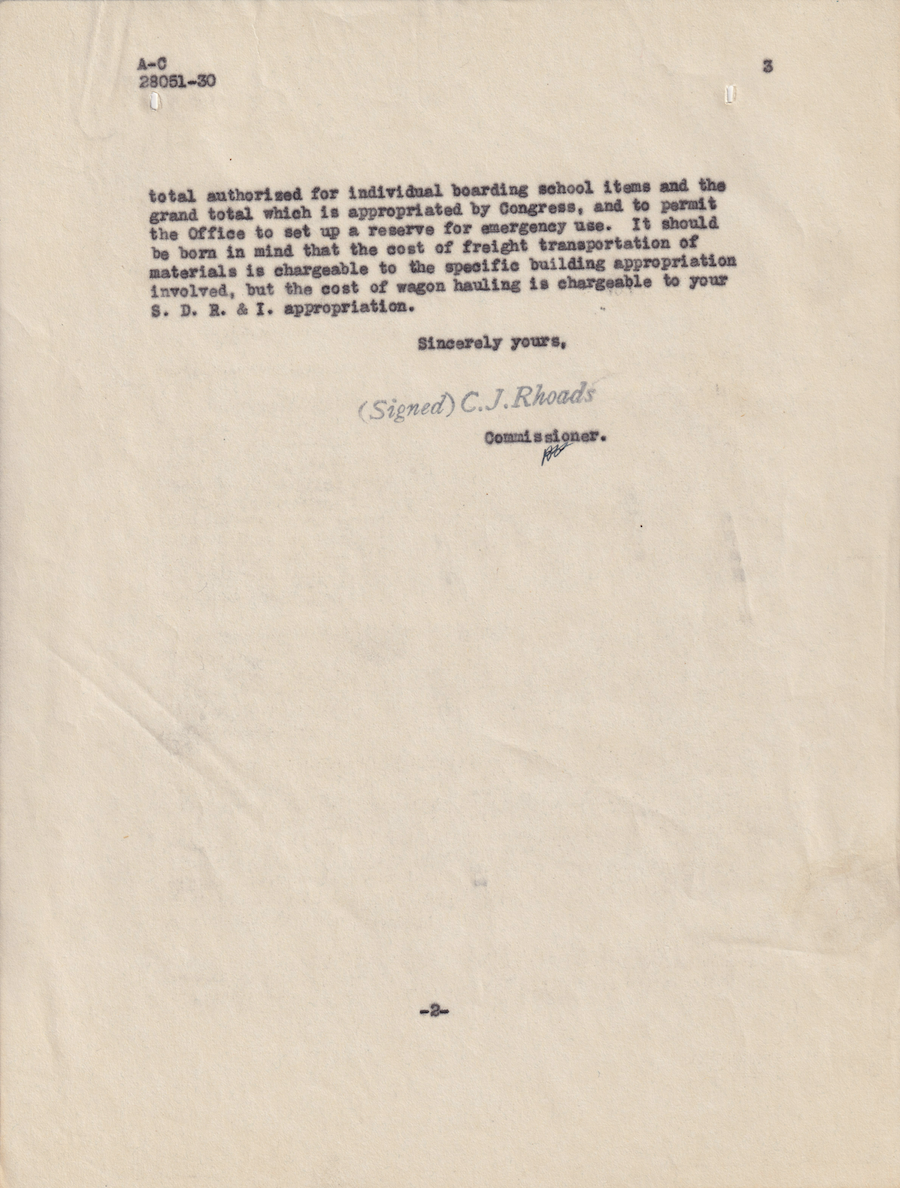 A-C
28051-30
3
total authorized for individual boarding school items and the
grand total which is appropriated by Congress, and to permit
the Office to set up a reserve for emergency use. It should
be born in mind that the cost of freight transportation of
materials is chargeable to the specific building appropriation
involved, but the cost of wagon hauling is chargeable to your
S. D. R. & I. appropriation.
Sincerely yours,
(Signed) C. J. Rhoads
Commissioner.
-2-